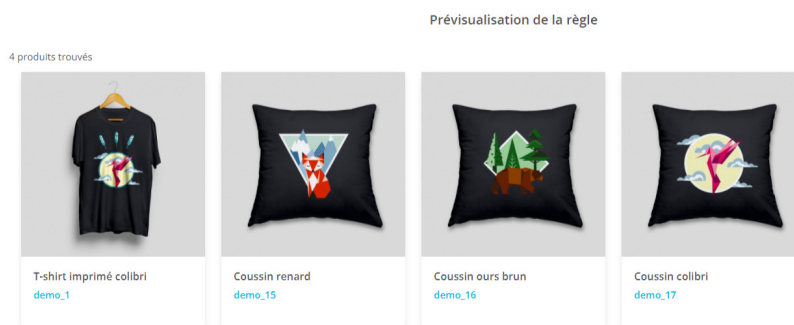 Prévisualisation de la règle
4 produits trouvés
T-shirt imprimé colibri
demo_1
Coussin renard
demo_15
Coussin ours brun
demo_16
Coussin colibri
demo_17